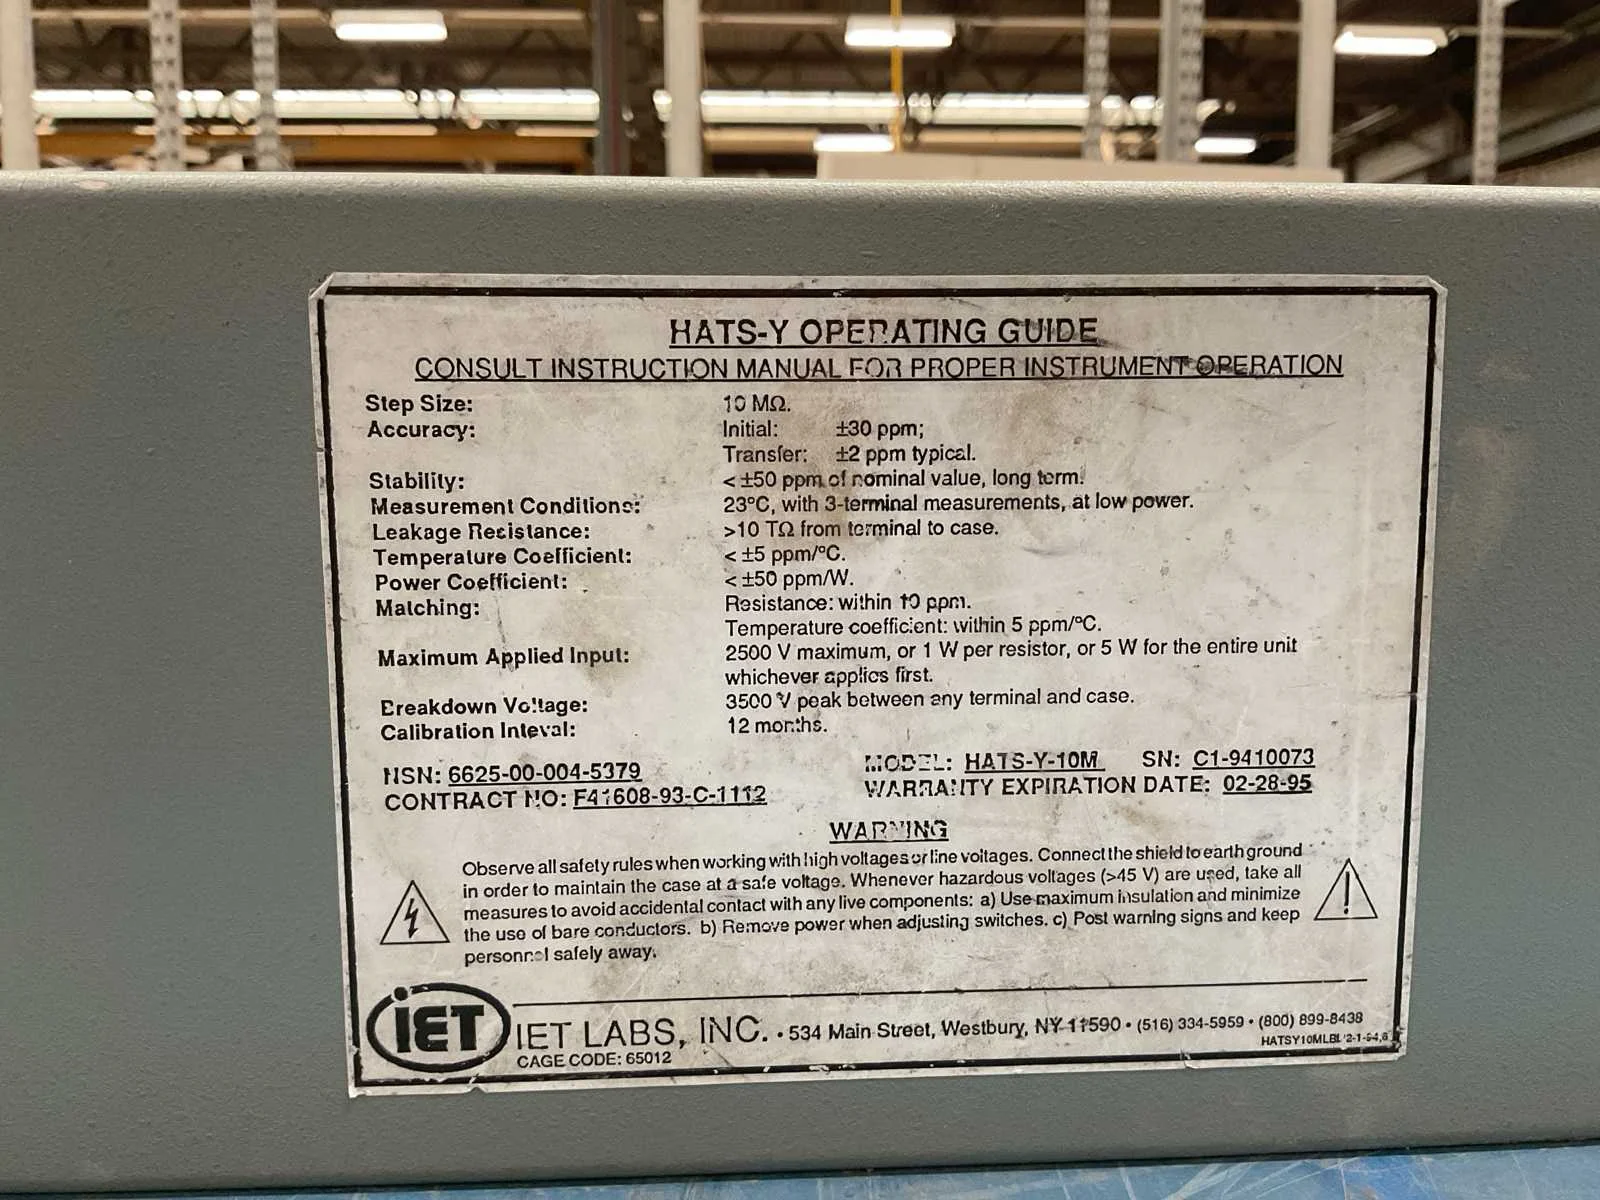 HATS-Y OPERATING GUIDE
CONSULT INSTRUCTION MANUAL FOR PROPER INSTRUMENT OPERATION
Step Size: 10 MΩ.
Accuracy: Initial: ±30 ppm;
Transfer: ±2 ppm typical.
Stability: < ±50 ppm of nominal value, long term.
Measurement Conditions: 23°C, with 3-terminal measurements, at low power.
Leakage Resistance: >10 TΩ from terminal to case.
Temperature Coefficient: < ±5 ppm/°C.
Power Coefficient: < ±50 ppm/W.
Matching: Resistance: within 10 ppm.
Temperature coefficient: within 5 ppm/°C.
Maximum Applied Input: 2500 V maximum, or 1 W per resistor, or 5 W for the entire unit
whichever applies first.
Breakdown Voltage: 3500 V peak between any terminal and case.
Calibration Inteval: 12 months.
NSN: 6625-00-004-5379 MODEL: HATS-Y-10M SN: C1-9410073
CONTRACT NO: F41608-93-C-1112 WARRANTY EXPIRATION DATE: 02-28-95
WARNING
Observe all safety rules when working with high voltages or line voltages. Connect the shield to earth ground
in order to maintain the case at a safe voltage. Whenever hazardous voltages (>45 V) are used, take all
measures to avoid accidental contact with any live components: a) Use maximum insulation and minimize
the use of bare conductors. b) Remove power when adjusting switches. c) Post warning signs and keep
personnel safely away.
iET IET LABS, INC. • 534 Main Street, Westbury, NY 11590 • (516) 334-5959 • (800) 899-8438
CAGE CODE: 65012